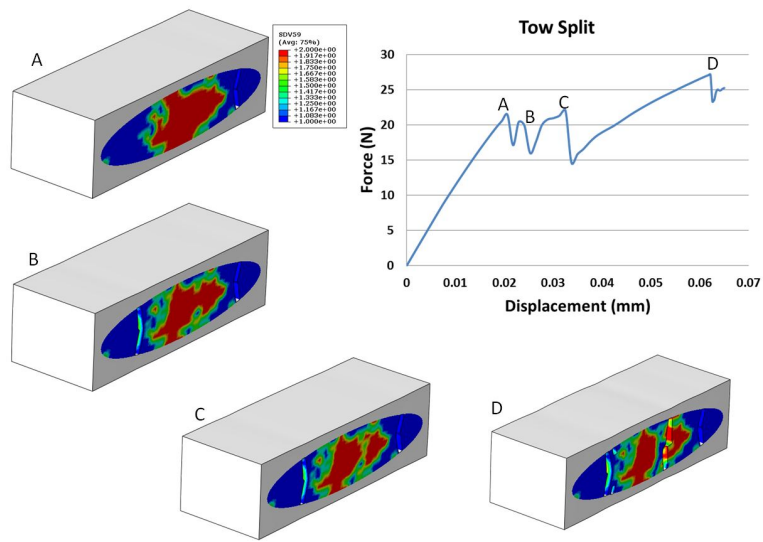 A
SDV59
(Avg: 75%)
+2.000e+00
+1.917e+00
+1.833e+00
+1.750e+00
+1.667e+00
+1.583e+00
+1.500e+00
+1.417e+00
+1.333e+00
+1.250e+00
+1.167e+00
+1.083e+00
+1.000e+00
Tow Split
Force (N)
30
25
20
15
10
5
0
A
B
C
D
0
0.01
0.02
0.03
0.04
0.05
0.06
0.07
Displacement (mm)
B
C
D